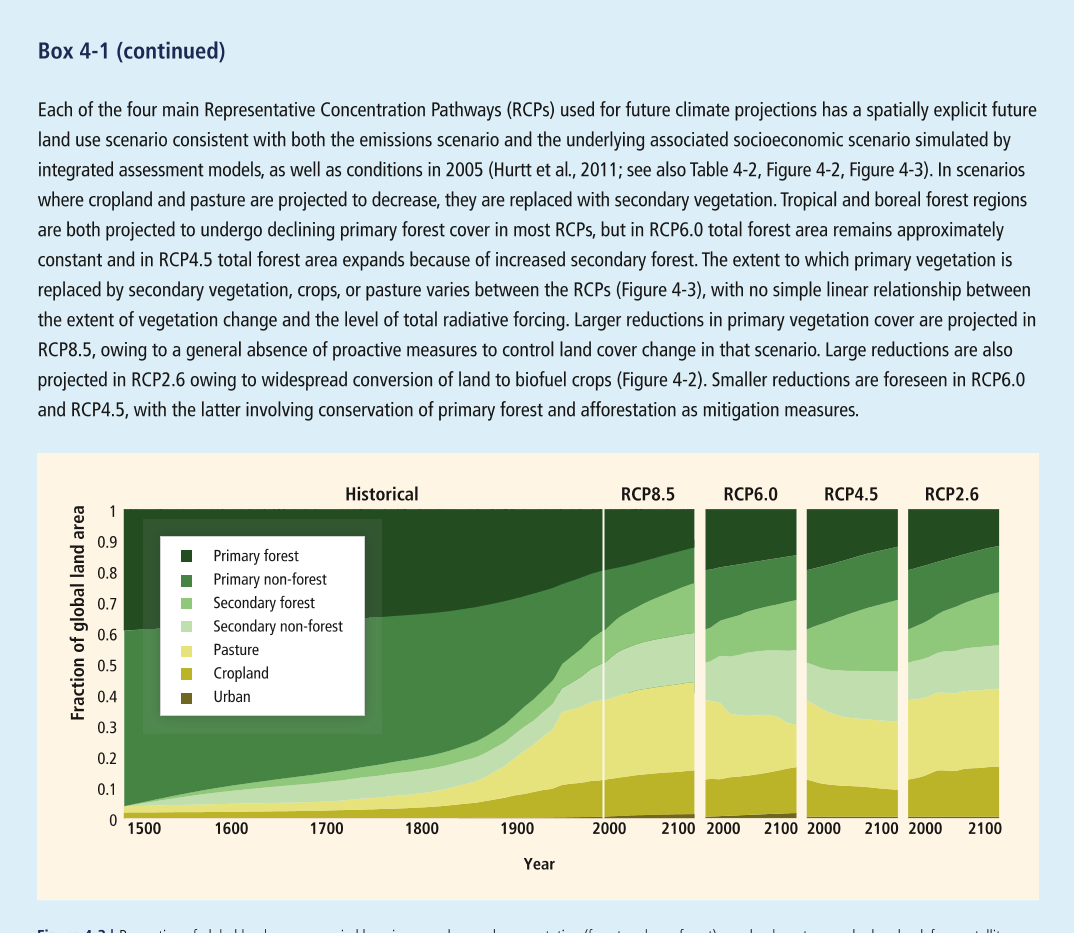 Box 4-1 (continued)
Each of the four main Representative Concentration Pathways (RCPs) used for future climate projections has a spatially explicit future
land use scenario consistent with both the emissions scenario and the underlying associated socioeconomic scenario simulated by
integrated assessment models, as well as conditions in 2005 (Hurtt et al., 2011; see also Table 4-2, Figure 4-2, Figure 4-3). In scenarios
where cropland and pasture are projected to decrease, they are replaced with secondary vegetation. Tropical and boreal forest regions
are both projected to undergo declining primary forest cover in most RCPs, but in RCP6.0 total forest area remains approximately
constant and in RCP4.5 total forest area expands because of increased secondary forest. The extent to which primary vegetation is
replaced by secondary vegetation, crops, or pasture varies between the RCPs (Figure 4-3), with no simple linear relationship between
the extent of vegetation change and the level of total radiative forcing. Larger reductions in primary vegetation cover are projected in
RCP8.5, owing to a general absence of proactive measures to control land cover change in that scenario. Large reductions are also
projected in RCP2.6 owing to widespread conversion of land to biofuel crops (Figure 4-2). Smaller reductions are foreseen in RCP6.0
and RCP4.5, with the latter involving conservation of primary forest and afforestation as mitigation measures.
Historical RCP8.5 RCP6.0 RCP4.5 RCP2.6
Fraction of global land area
1
0.9
0.8
0.7
0.6
0.5
0.4
0.3
0.2
0.1
0
Primary forest
Primary non-forest
Secondary forest
Secondary non-forest
Pasture
Cropland
Urban
1500 1600 1700 1800 1900 2000 2100 2000 2100 2000 2100 2000 2100
Year